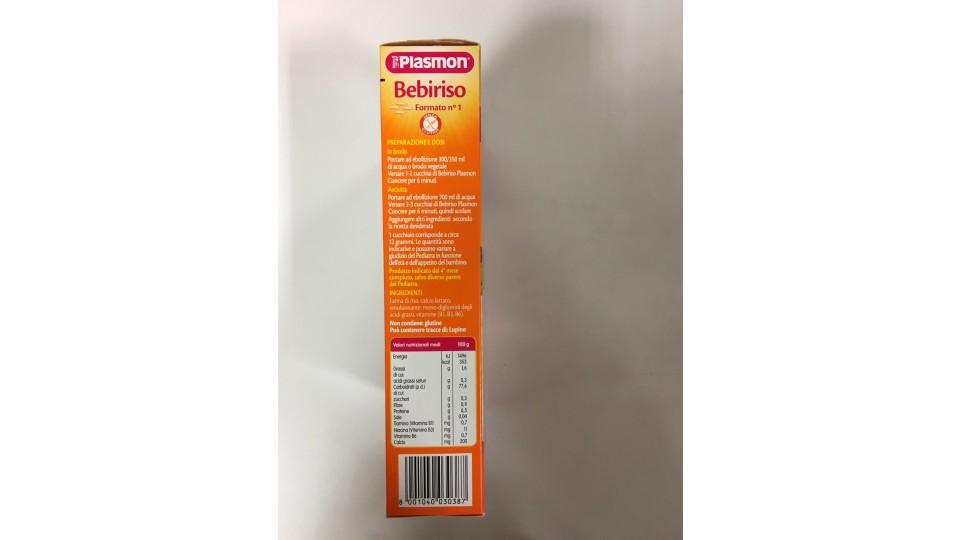 Plasmon
Bebiriso
Formato n° 1
SENZA GLUTINE
PREPARAZIONE E DOSI
In brodo
Portare ad ebollizione 300/350 ml
di acqua o brodo vegetale
Versare 1-2 cucchiai di Bebiriso Plasmon
Cuocere per 6 minuti
Asciutta
Portare ad ebollizione 700 ml di acqua
Versare 2-3 cucchiai di Bebiriso Plasmon
Cuocere per 6 minuti, quindi scolare
Aggiungere altri ingredienti secondo
la ricetta desiderata
1 cucchiaio corrisponde a circa
12 grammi. Le quantità sono
indicative e possono variare a
giudizio del Pediatra in funzione
dell'età e dell'appetito del bambino.
Prodotto indicato dal 4° mese
compiuto, salvo diverso parere
del Pediatra.
INGREDIENTI
Farina di riso, calcio lattato,
emulsionante: mono-digliceridi degli
acidi grassi, vitamine (B1, B3, B6).
Non contiene: glutine
Può contenere tracce di: Lupino
Valori nutrizionali medi 100 g
Energia kJ 1496
kcal 353
Grassi g 1,6
di cui:
acidi grassi saturi g 0,3
Carboidrati (p.d.) g 77,6
di cui:
zuccheri g 0,3
Fibre g
Proteine g 6,5
Sale g 0,04
Tiamina (Vitamina B1) mg 0,7
Niacina (Vitamina B3) mg 11
Vitamina B6 mg 0,7
Calcio mg 200
8 001040 030387